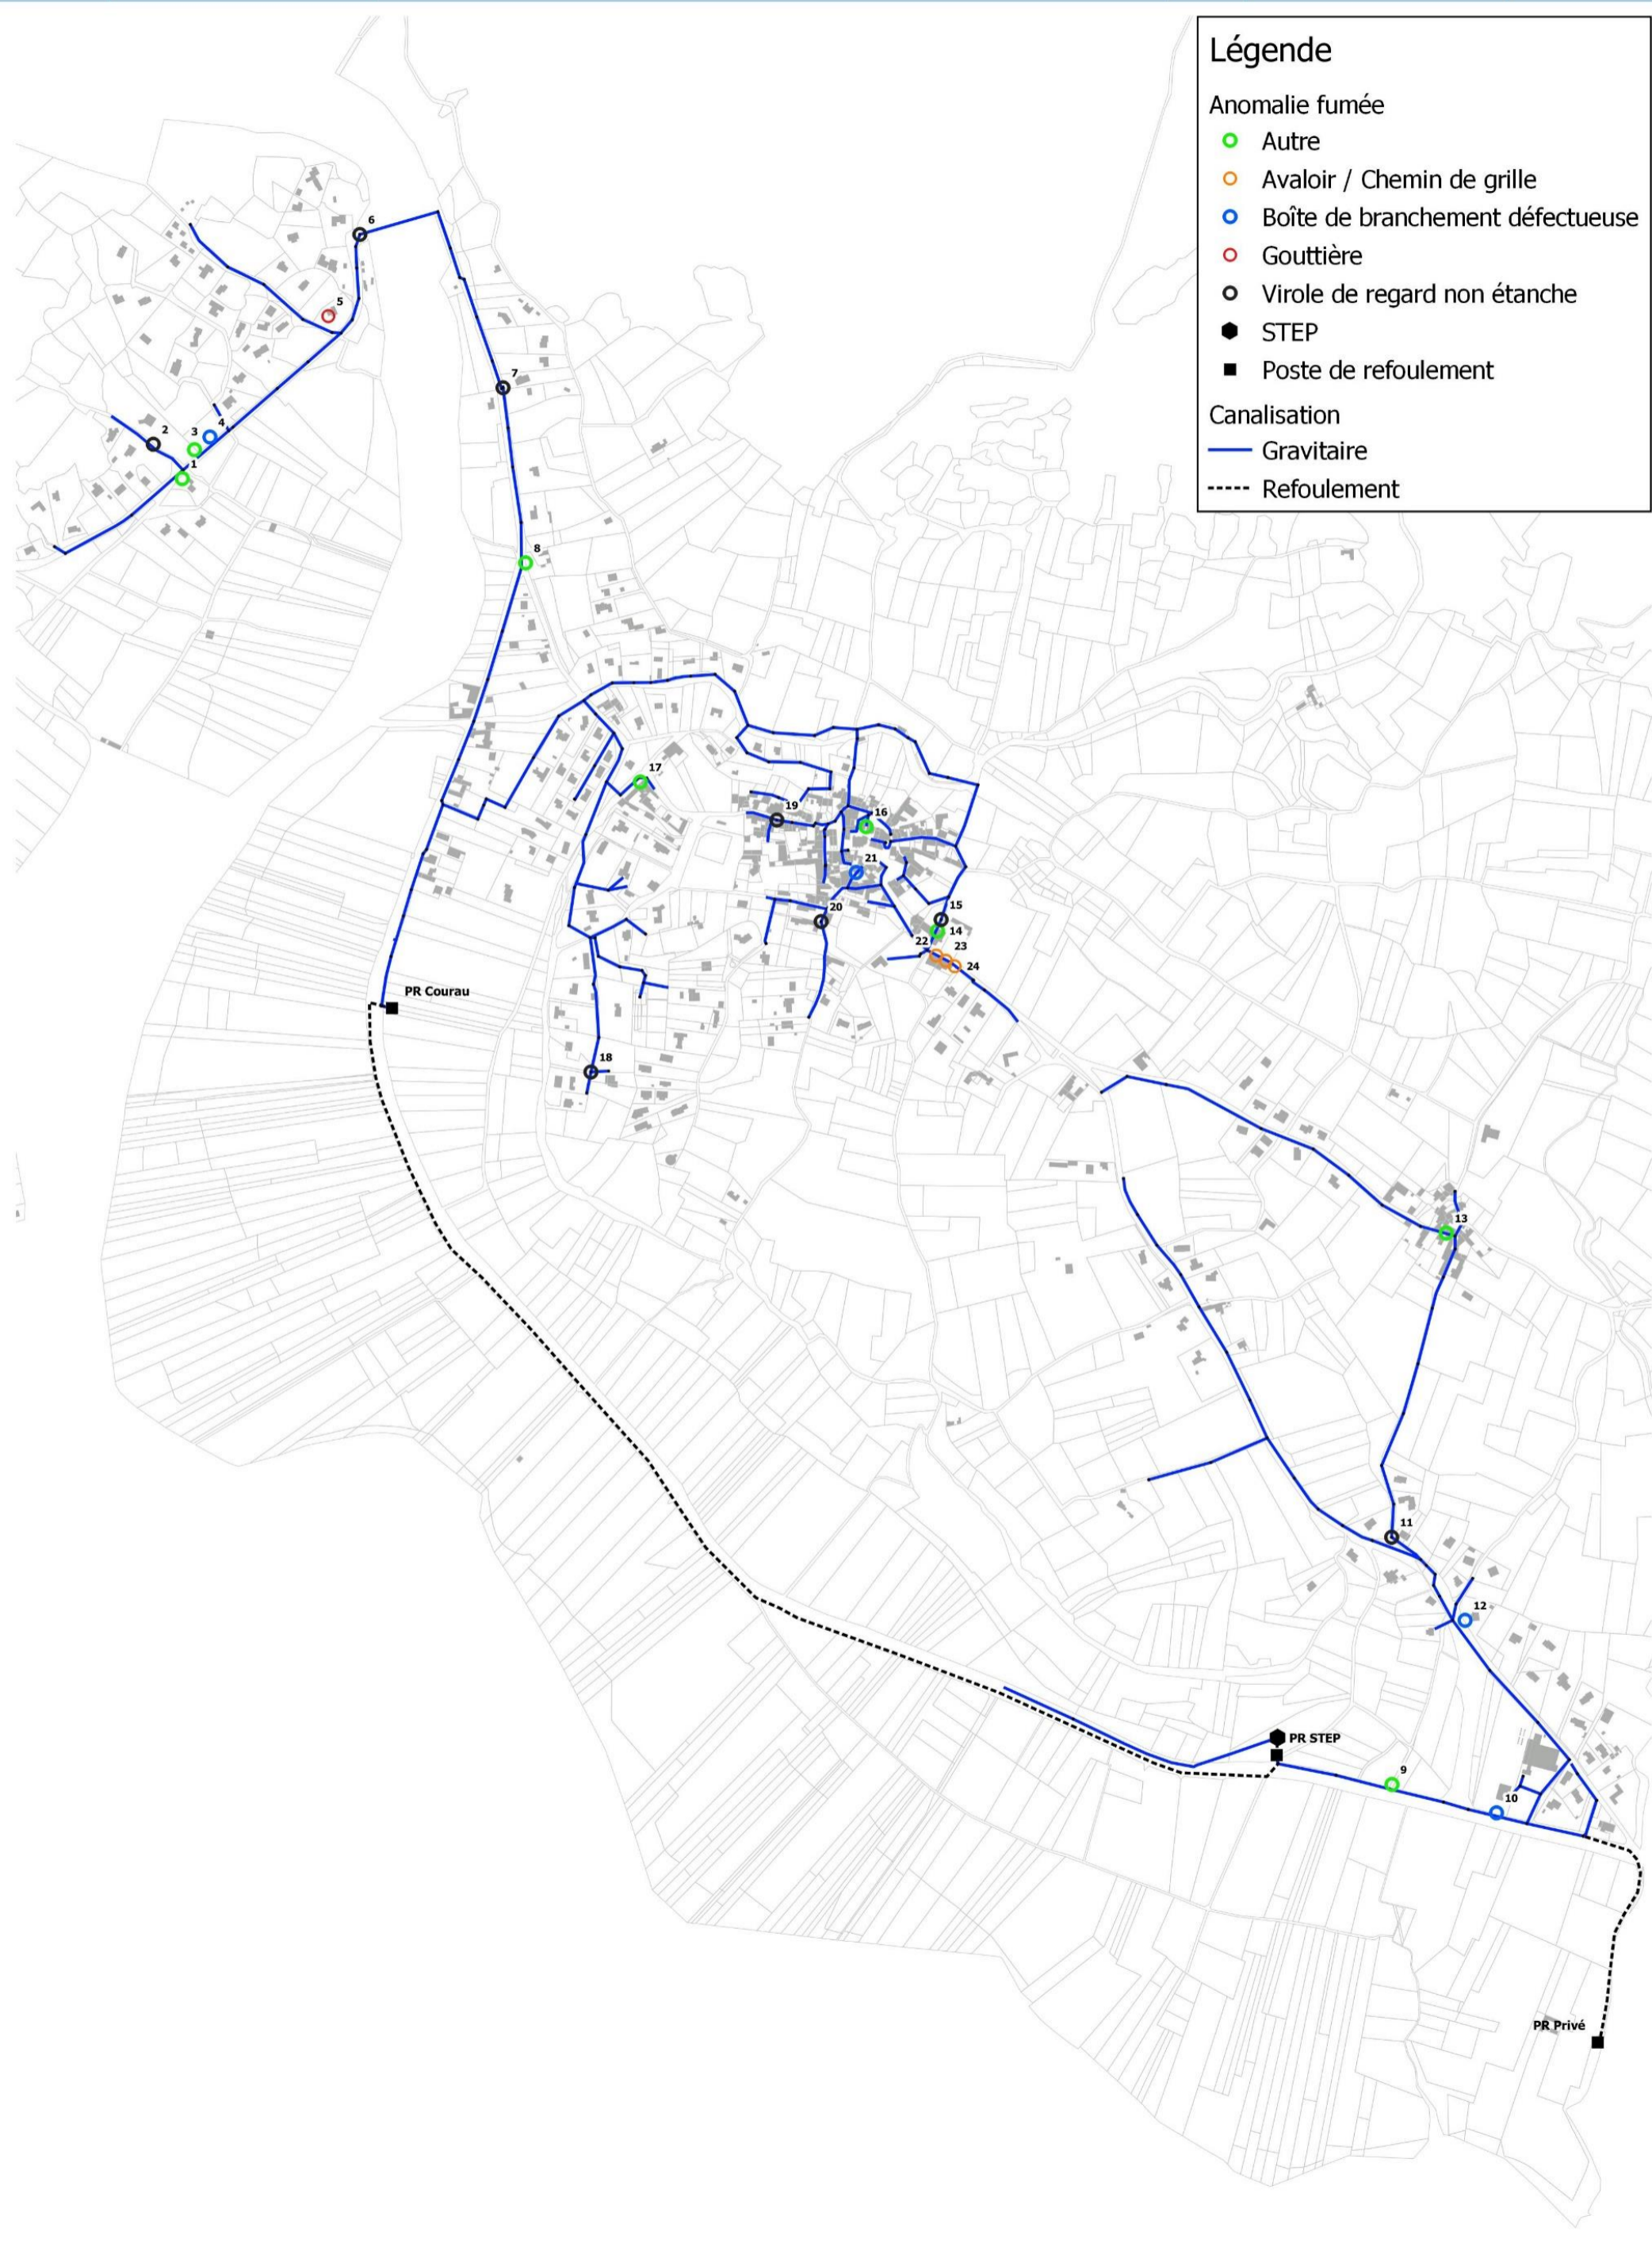 Légende
Anomalie fumée
Autre
Avaloir / Chemin de grille
Boîte de branchement défectueuse
Gouttière
Virole de regard non étanche
STEP
Poste de refoulement
Canalisation
Gravitaire
Refoulement
6
5
7
4
2
3
1
8
17
19
16
21
15
20
14
22
23
24
PR Courau
18
13
11
12
PR STEP
9
10
PR Privé